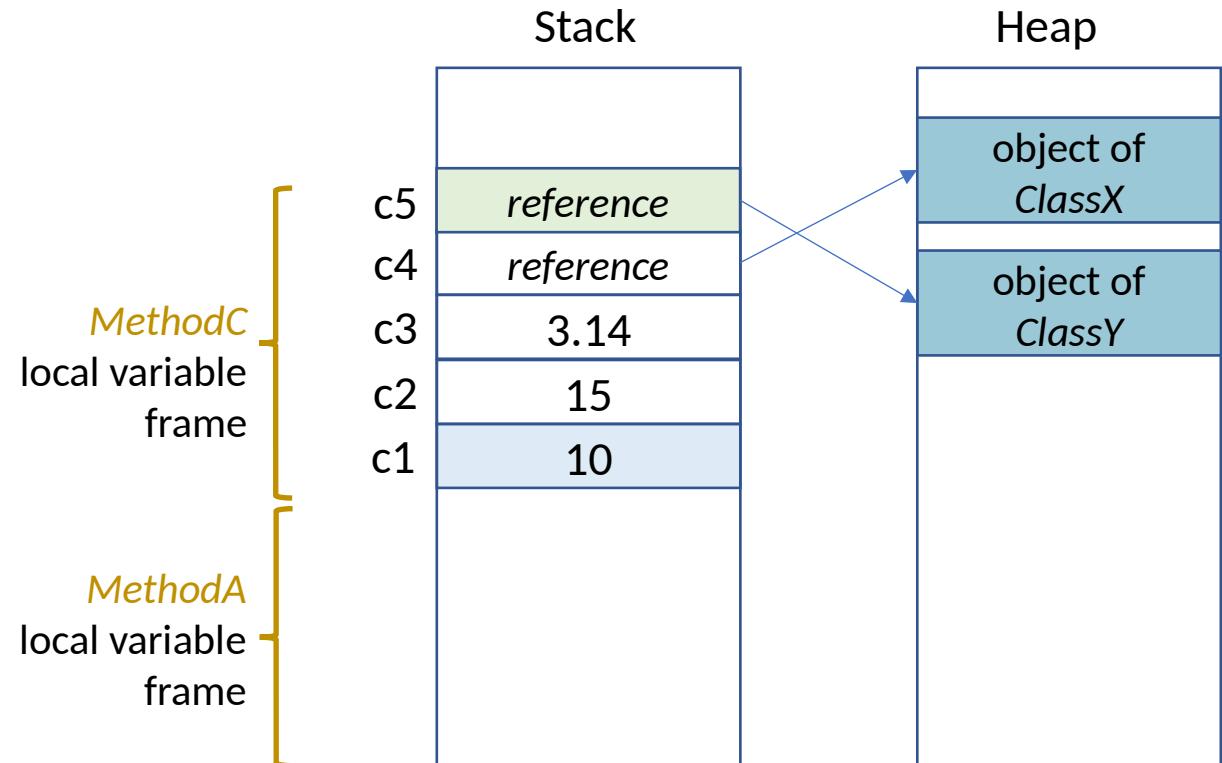 Stack
Heap
c5
reference
c4
reference
c3
3.14
c2
15
c1
10
object of
ClassX
object of
ClassY
MethodC
local variable
frame
MethodA
local variable
frame